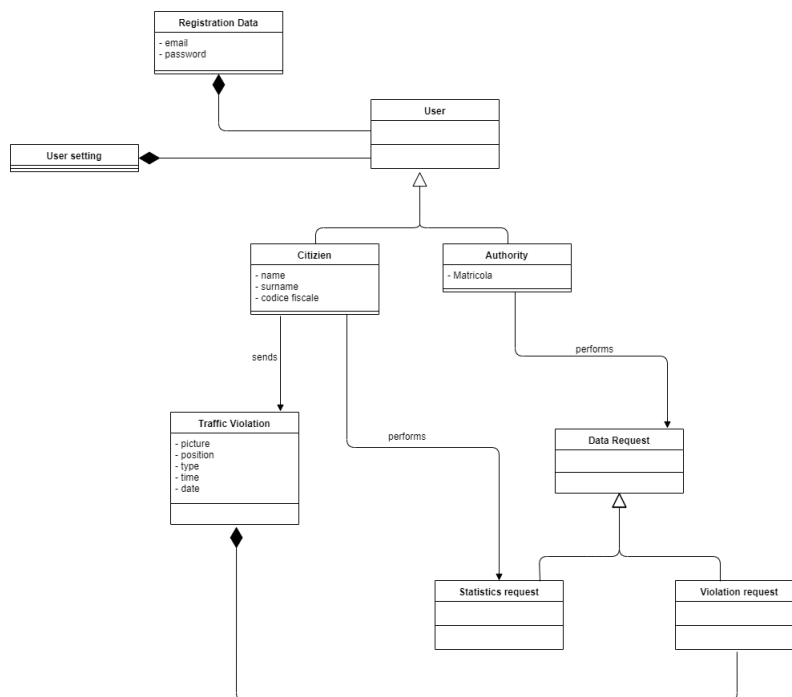 Registration Data
- email
- password
User
User setting
Citizien
- name
- surname
- codice fiscale
Authority
- Matricola
sends
performs
Traffic Violation
- picture
- position
- type
- time
- date
performs
Data Request
Statistics request
Violation request